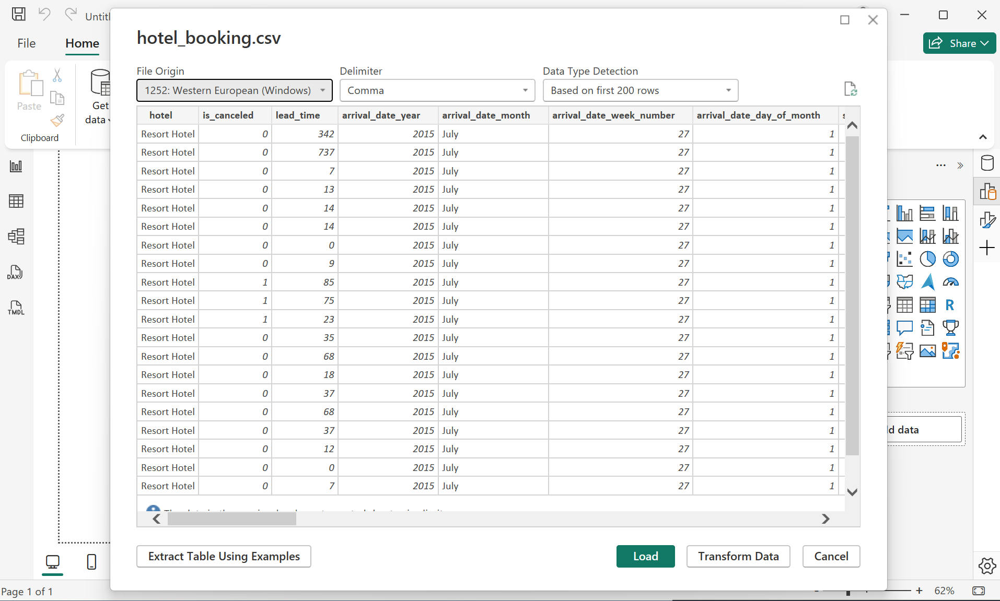 Untitl
hotel_booking.csv
File Home
Share
File Origin Delimiter Data Type Detection
1252: Western European (Windows) Comma Based on first 200 rows
Paste
Get
data
Clipboard
hotel is_canceled lead_time arrival_date_year arrival_date_month arrival_date_week_number arrival_date_day_of_month s
Resort Hotel 0 342 2015 July 27 1
Resort Hotel 0 737 2015 July 27 1
Resort Hotel 0 7 2015 July 27 1
Resort Hotel 0 13 2015 July 27 1
Resort Hotel 0 14 2015 July 27 1
Resort Hotel 0 14 2015 July 27 1
Resort Hotel 0 0 2015 July 27 1
Resort Hotel 0 9 2015 July 27 1
Resort Hotel 1 85 2015 July 27 1
Resort Hotel 1 75 2015 July 27 1
Resort Hotel 1 23 2015 July 27 1
Resort Hotel 0 35 2015 July 27 1
Resort Hotel 0 68 2015 July 27 1
Resort Hotel 0 18 2015 July 27 1
Resort Hotel 0 37 2015 July 27 1
Resort Hotel 0 68 2015 July 27 1
Resort Hotel 0 37 2015 July 27 1
Resort Hotel 0 12 2015 July 27 1
Resort Hotel 0 0 2015 July 27 1
Resort Hotel 0 7 2015 July 27 1
DAX
TMDL
R
ld data
Extract Table Using Examples Load Transform Data Cancel
Page 1 of 1
62%